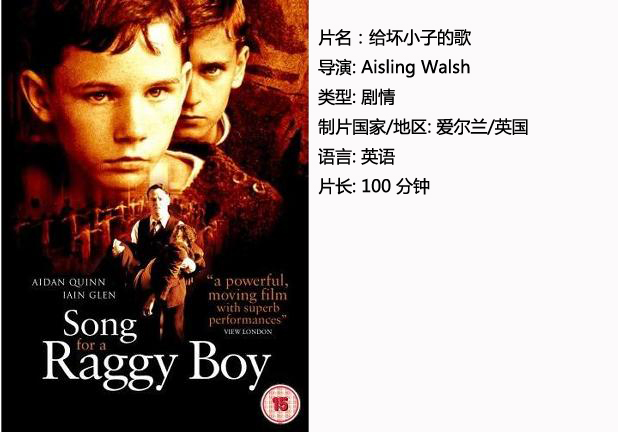 AIDAN QUINN
IAIN GLEN
"a powerful,
moving film
with superb
performances"
VIEW LONDON
Song
for a
Raggy Boy
15
片名：给坏小子的歌
导演: Aisling Walsh
类型: 剧情
制片国家/地区: 爱尔兰/英国
语言: 英语
片长: 100 分钟